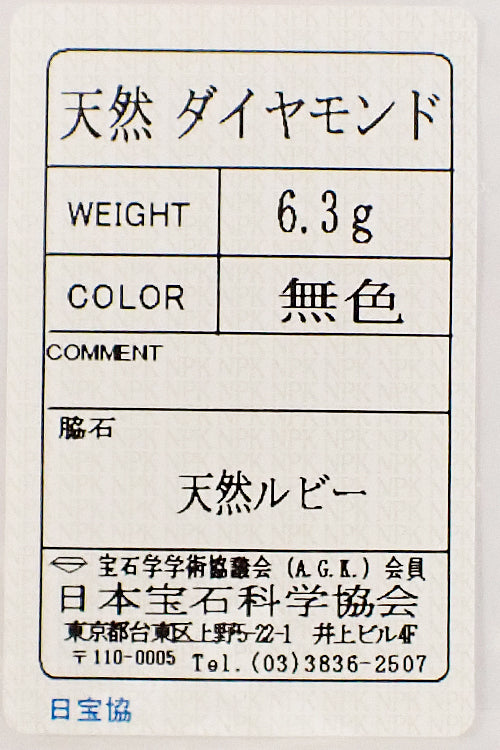 天然 ダイヤモンド
WEIGHT 6.3g
COLOR 無色
COMMENT
脇石
天然ルビー
宝石学学術協議会 (A.G.K.) 会員
日本宝石科学協会
東京都台東区上野5-22-1 井上ビル4F
〒110-0005 Tel.(03)3836-2507
日宝協